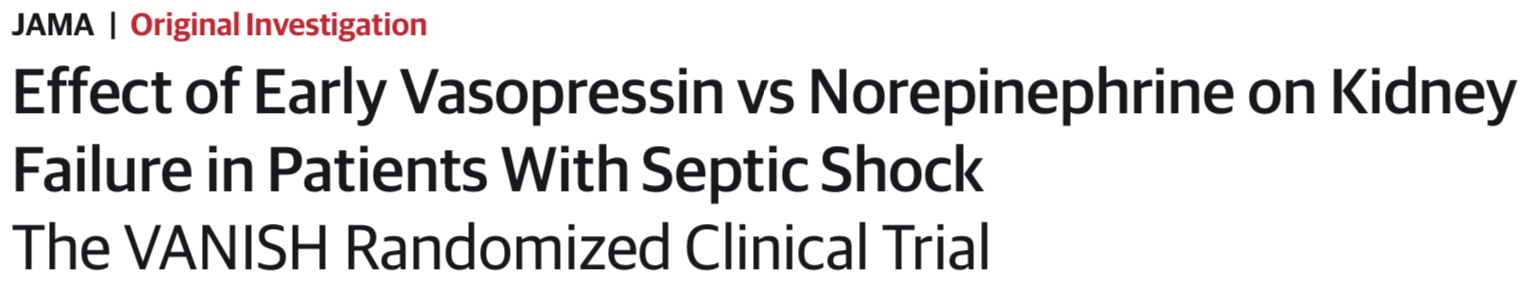 JAMA | Original Investigation
Effect of Early Vasopressin vs Norepinephrine on Kidney
Failure in Patients With Septic Shock
The VANISH Randomized Clinical Trial